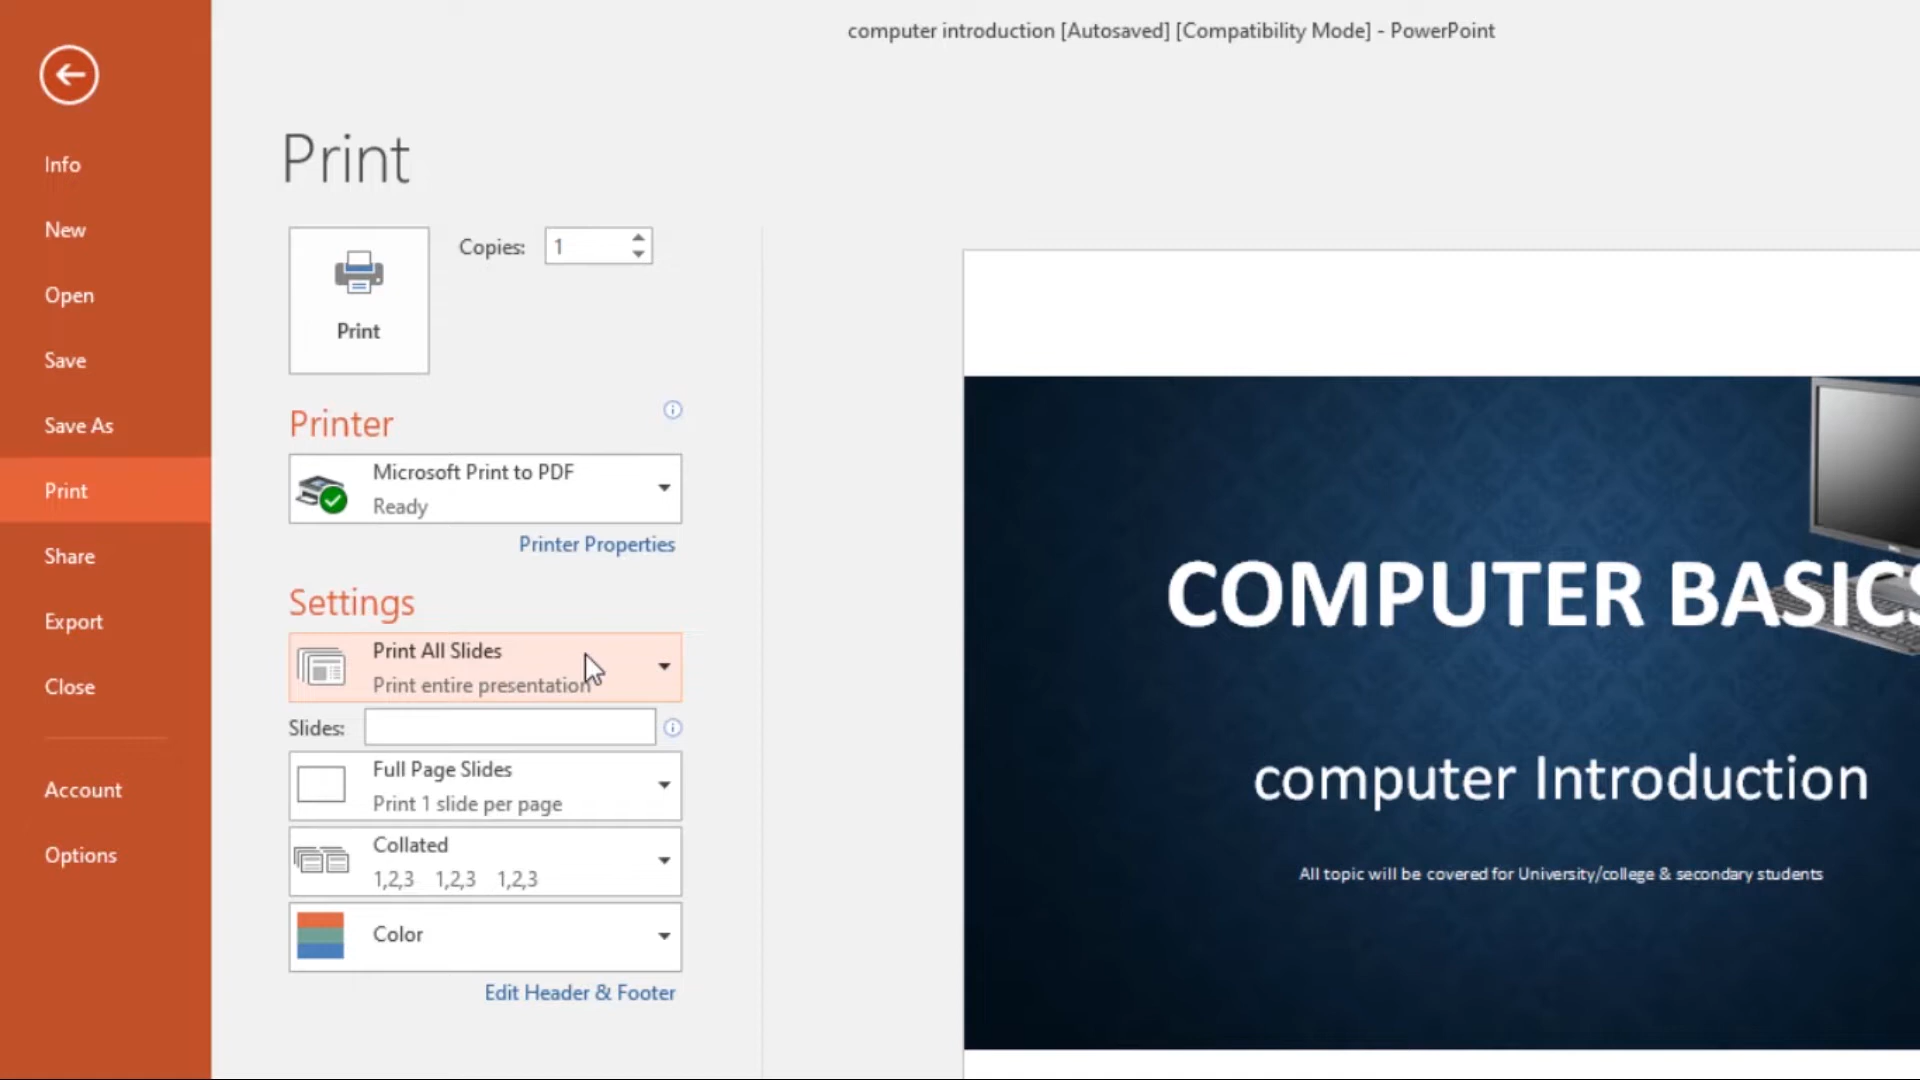 computer introduction [Autosaved] [Compatibility Mode] - PowerPoint
Info
New
Open
Save
Save As
Print
Share
Export
Close
Account
Options
Print
Print
Copies: 1
Printer
Microsoft Print to PDF
Ready
Printer Properties
Settings
Print All Slides
Print entire presentation
Slides:
Full Page Slides
Print 1 slide per page
Collated
1,2,3 1,2,3 1,2,3
Color
Edit Header & Footer
COMPUTER BASICS
computer Introduction
All topic will be covered for University/college & secondary students